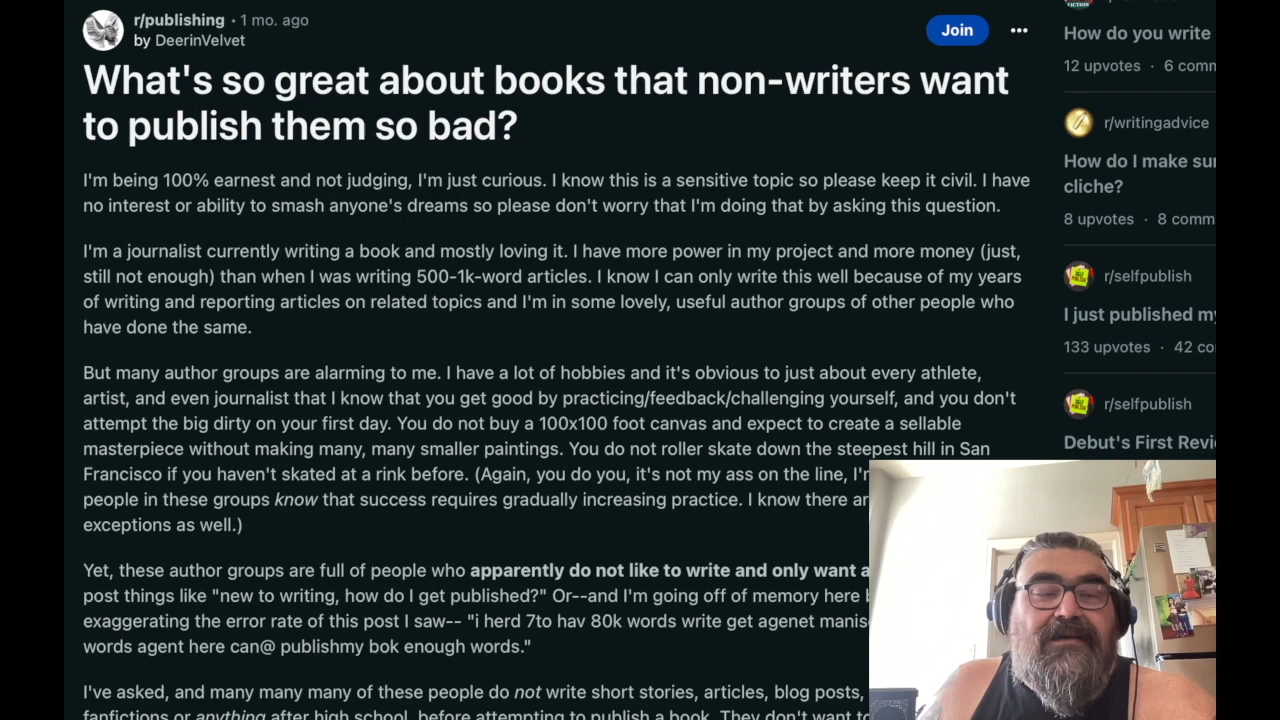 r/publishing • 1 mo. ago
by DeerinVelvet
Join
What's so great about books that non-writers want
to publish them so bad?
I'm being 100% earnest and not judging, I'm just curious. I know this is a sensitive topic so please keep it civil. I have
no interest or ability to smash anyone's dreams so please don't worry that I'm doing that by asking this question.
I'm a journalist currently writing a book and mostly loving it. I have more power in my project and more money (just,
still not enough) than when I was writing 500-1k-word articles. I know I can only write this well because of my years
of writing and reporting articles on related topics and I'm in some lovely, useful author groups of other people who
have done the same.
But many author groups are alarming to me. I have a lot of hobbies and it's obvious to just about every athlete,
artist, and even journalist that I know that you get good by practicing/feedback/challenging yourself, and you don't
attempt the big dirty on your first day. You do not buy a 100x100 foot canvas and expect to create a sellable
masterpiece without making many, many smaller paintings. You do not roller skate down the steepest hill in San
Francisco if you haven't skated at a rink before. (Again, you do you, it's not my ass on the line,
people in these groups know that success requires gradually increasing practice. I know there
exceptions as well.)
Yet, these author groups are full of people who apparently do not like to write and only want
post things like "new to writing, how do I get published?" Or--and I'm going off of memory here
exaggerating the error rate of this post I saw-- "i herd 7to hav 80k words write get agenet
words agent here can@ publishmy bok enough words."
I've asked, and many many many of these people do not write short stories, articles, blog posts,
fanfictions or anything after high school, before attempting to publish a book. They don't want
FICTION
How do you write
12 upvotes · 6
r/writingadvice
How do I make
cliche?
8 upvotes · 8
r/selfpublish
I just published
133 upvotes · 42
r/selfpublish
Debut's First